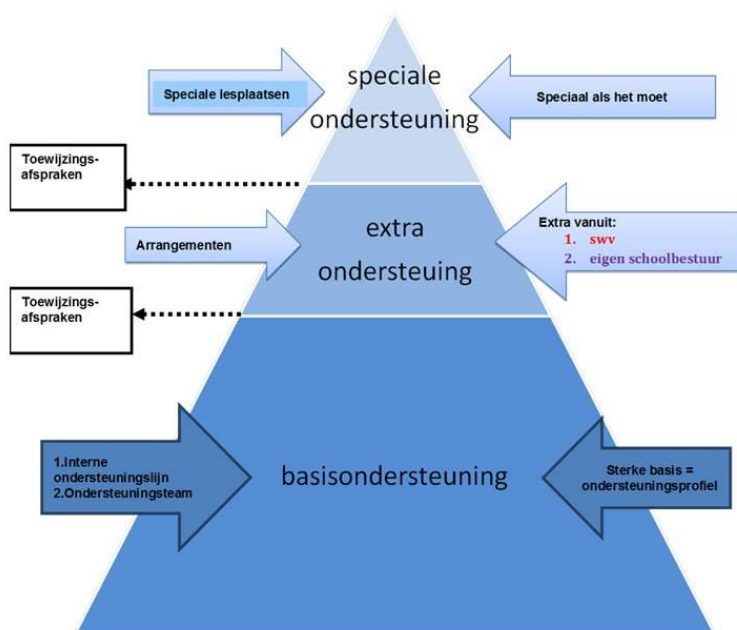 speciale
ondersteuning
Speciale lesplaatsen
Speciaal als het moet
Toewijzings-
afspraken
extra
ondersteuing
Arrangementen
Extra vanuit:
1. swv
2. eigen schoolbestuur
Toewijzings-
afspraken
basisondersteuning
1.Interne
ondersteuningslijn
2.Ondersteuningsteam
Sterke basis =
ondersteuningsprofiel